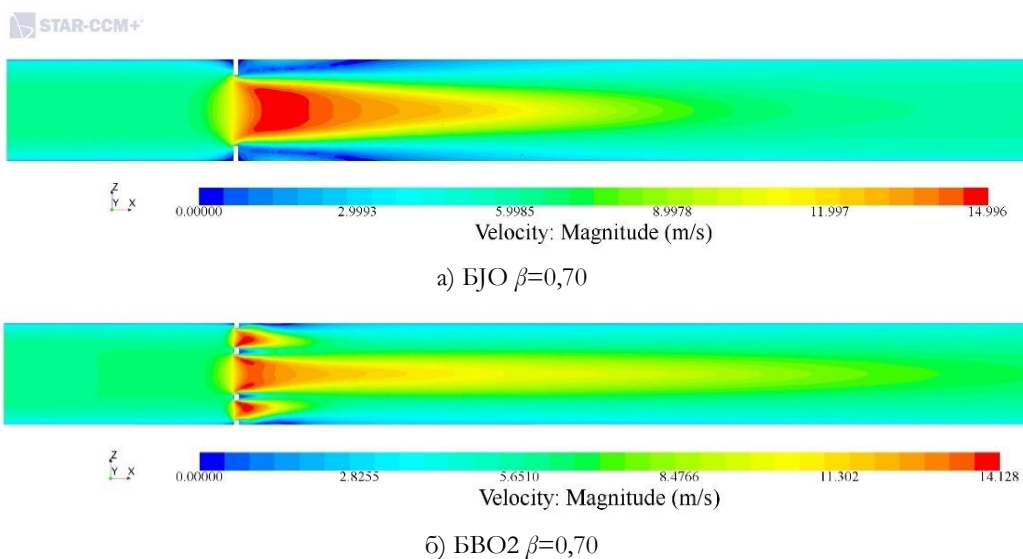 STAR-CCM+
Z
Y X
0.00000 2.9993 5.9985 8.9978 11.997 14.996
Velocity: Magnitude (m/s)
а) БЈО β=0,70
Z
Y X
0.00000 2.8255 5.6510 8.4766 11.302 14.128
Velocity: Magnitude (m/s)
б) БВО2 β=0,70